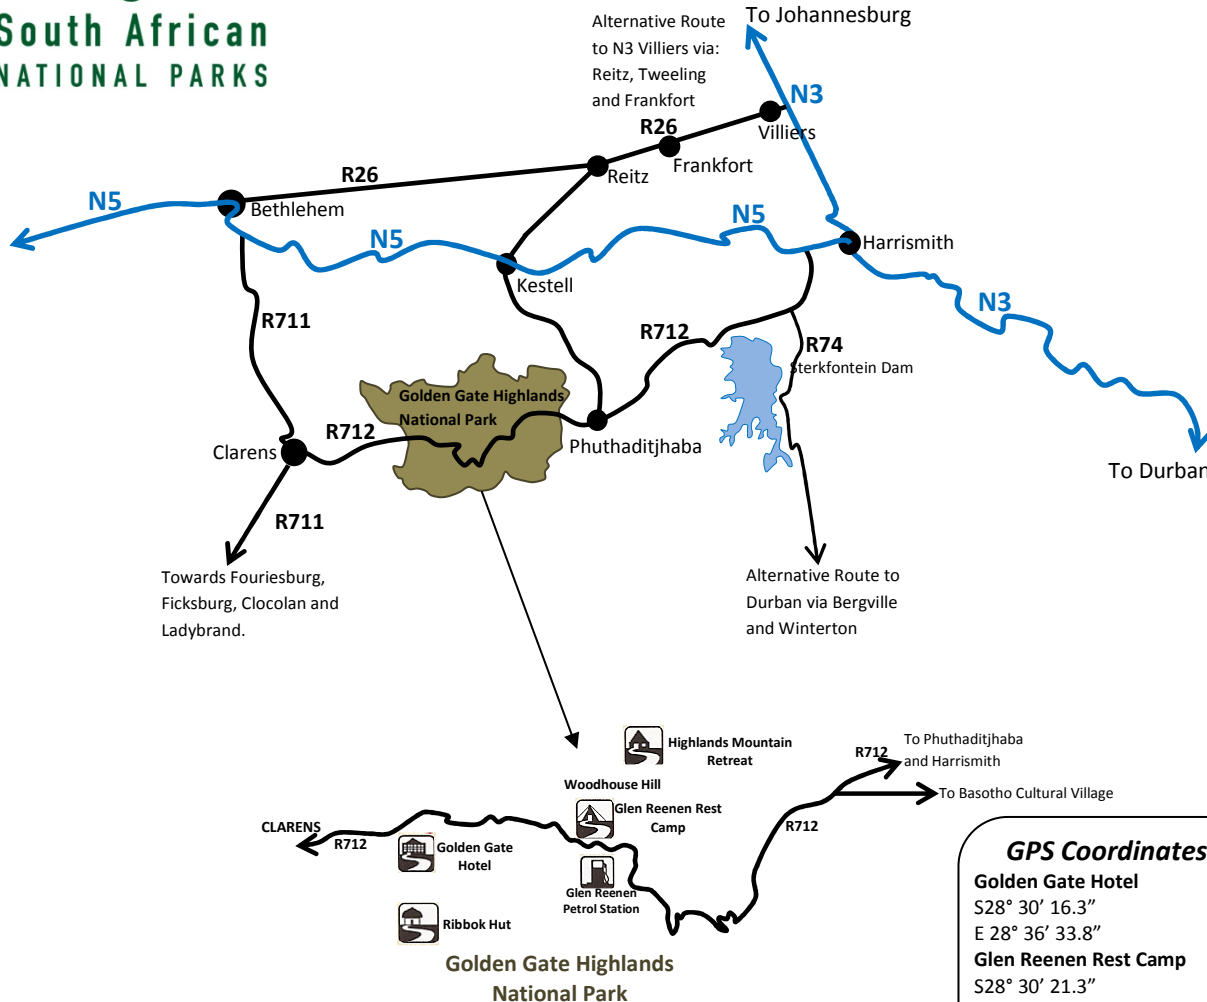 South African
NATIONAL PARKS
Alternative Route
to N3 Villiers via:
Reitz, Tweeling
and Frankfort
To Johannesburg
N3
R26
Villiers
Frankfort
Reitz
R26
N5
Bethlehem
N5
N5
Harrismith
Kestell
N3
R711
R712
R74
Sterkfontein Dam
Golden Gate Highlands
National Park
R712
Clarens
Phuthaditjhaba
To Durban
R711
Towards Fouriesburg,
Ficksburg, Clocolan and
Ladybrand.
Alternative Route to
Durban via Bergville
and Winterton
Highlands Mountain
Retreat
R712
To Phuthaditjhaba
and Harrismith
Woodhouse Hill
To Basotho Cultural Village
Glen Reenen Rest
Camp
R712
CLARENS
R712
Golden Gate
Hotel
Glen Reenen
Petrol Station
Ribbok Hut
Golden Gate Highlands
National Park
GPS Coordinates
Golden Gate Hotel
S28° 30’ 16.3”
E 28° 36’ 33.8”
Glen Reenen Rest Camp
S28° 30’ 21.3”